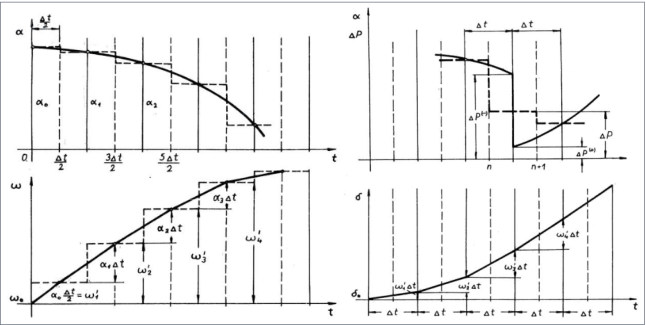 Δt/2
α
α₀
α₁
α₂
0
Δt/2
3Δt/2
5Δt/2
t
ω
α₃Δt
α₂Δt
α₁Δt
ω'₂
ω'₃
ω'₄
ω₀
α₀ Δt/2 = ω'₁
t
α
ΔP
Δt
Δt
ΔP⁽⁻⁾
ΔP
ΔP⁽⁺⁾
n
n+1
t
δ
ω'₄Δt
ω'₃Δt
ω'₂Δt
ω'₁Δt
δ₀
Δt
Δt
Δt
Δt
Δt
t